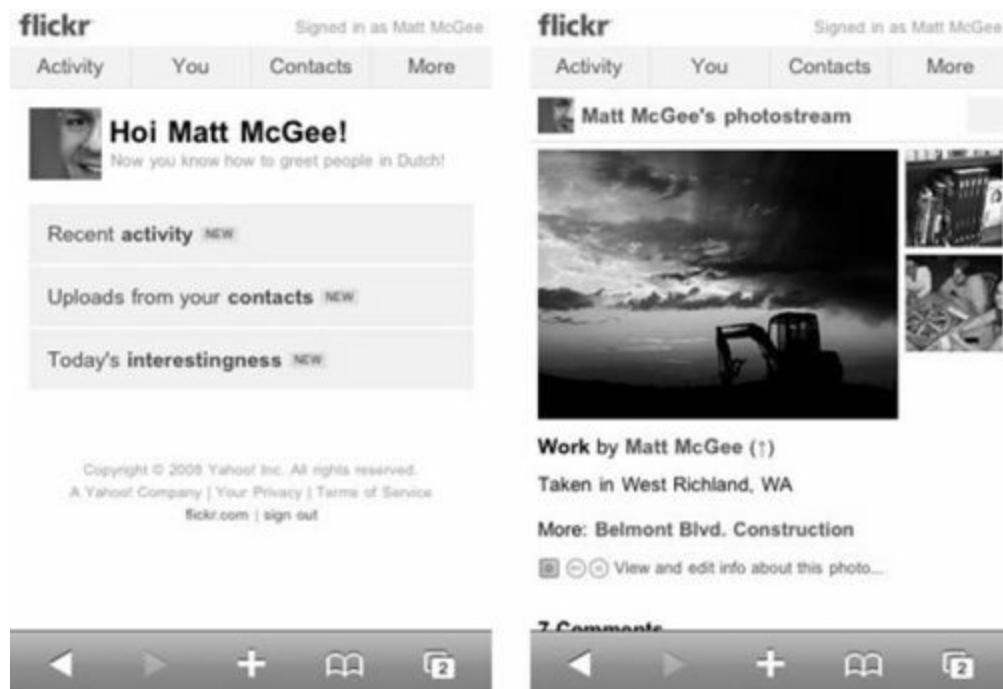 flickr
Signed in as Matt McGee
Activity You Contacts More
Hoi Matt McGee!
Now you know how to greet people in Dutch!
Recent activity NEW
Uploads from your contacts NEW
Today's interestingness NEW
Copyright © 2008 Yahoo! Inc. All rights reserved.
A Yahoo! Company | Your Privacy | Terms of Service
flickr.com | sign out
2
flickr
Signed in as Matt McGee
Activity You Contacts More
Matt McGee's photostream
Work by Matt McGee (↑)
Taken in West Richland, WA
More: Belmont Blvd. Construction
View and edit info about this photo...
7 Comments
2